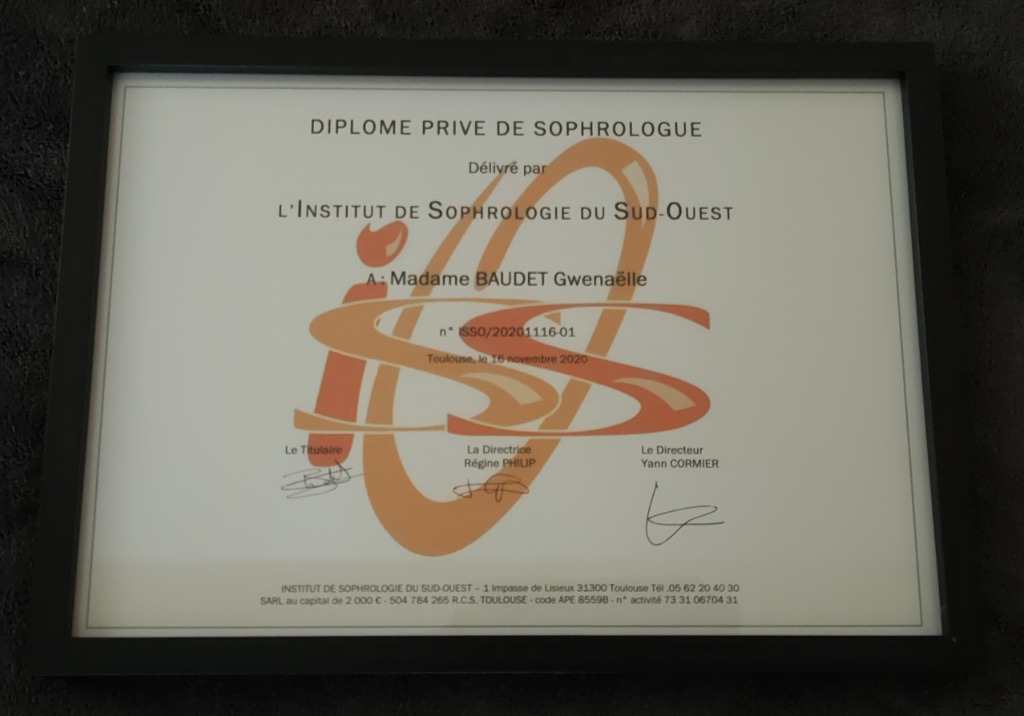 DIPLOME PRIVE DE SOPHROLOGUE
Délivré par
L'INSTITUT DE SOPHROLOGIE DU SUD-OUEST
A : Madame BAUDET Gwenaëlle
n° ISSO/20201116-01
Toulouse, le 16 novembre 2020
Le Titulaire
La Directrice
Régine PHILIP
Le Directeur
Yann CORMIER
INSTITUT DE SOPHROLOGIE DU SUD-OUEST – 1 Impasse de Lisieux 31300 Toulouse Tél .05 62 20 40 30
SARL au capital de 2 000 € - 504 784 265 R.C.S. TOULOUSE - code APE 8559B - n° activité 73 31 06704 31